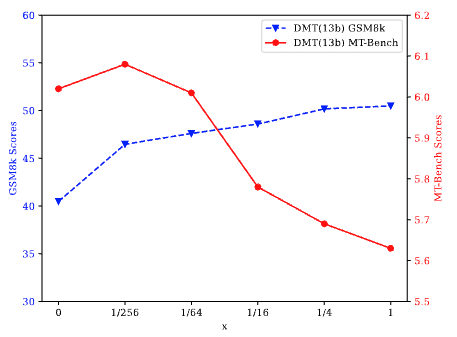 DMT(13b) GSM8k
DMT(13b) MT-Bench
GSM8k Scores
60
55
50
45
40
35
30
6.2
6.1
6.0
5.9
5.8
5.7
5.6
5.5
MT-Bench Scores
0 1/256 1/64 1/16 1/4 1
x